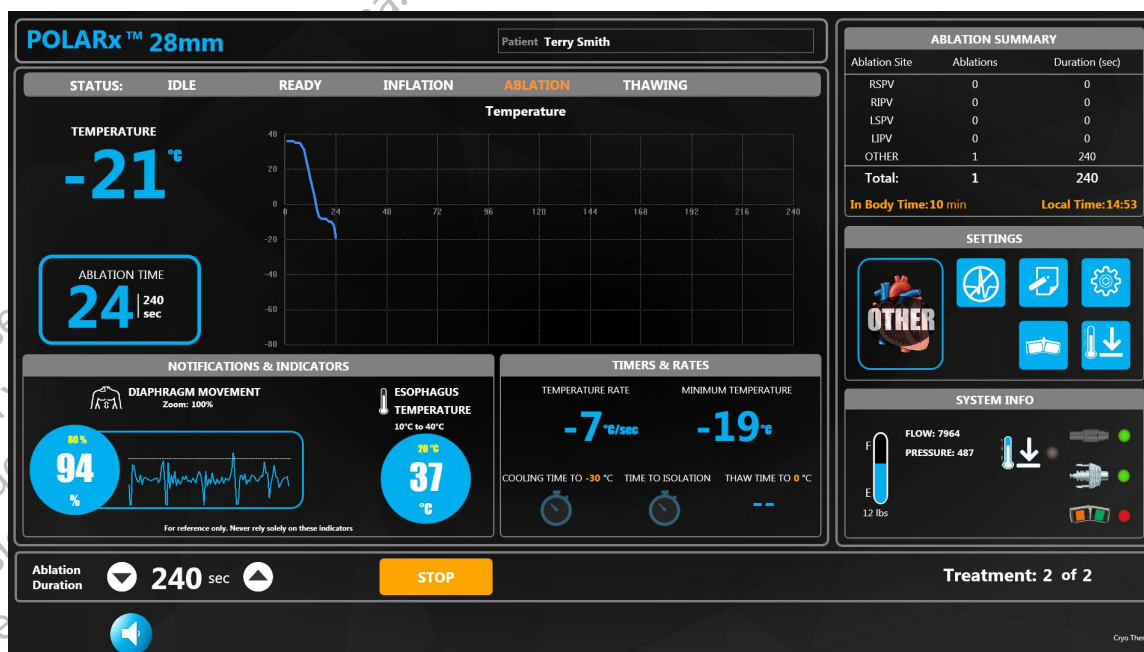 POLARx™ 28mm
Patient Terry Smith
STATUS: IDLE READY INFLATION ABLATION THAWING
TEMPERATURE
-21 °C
ABLATION TIME
24 240
sec
Temperature
40
20
0
0 24 48 72 96 120 144 168 192 216 240
-20
-40
-60
-80
NOTIFICATIONS & INDICATORS
DIAPHRAGM MOVEMENT
Zoom: 100%
80 %
94
%
For reference only. Never rely solely on these indicators
ESOPHAGUS
TEMPERATURE
10°C to 40°C
20 °C
37
°C
TIMERS & RATES
TEMPERATURE RATE MINIMUM TEMPERATURE
-7 °C/sec -19 °C
COOLING TIME TO -30 °C TIME TO ISOLATION THAW TIME TO 0 °C
--
ABLATION SUMMARY
Ablation Site Ablations Duration (sec)
RSPV 0 0
RIPV 0 0
LSPV 0 0
LIPV 0 0
OTHER 1 240
Total: 1 240
In Body Time:10 min Local Time:14:53
SETTINGS
OTHER
SYSTEM INFO
F
E
12 lbs
FLOW: 7964
PRESSURE: 487
Ablation
Duration
240 sec
STOP
Treatment: 2 of 2
Cryo Ther